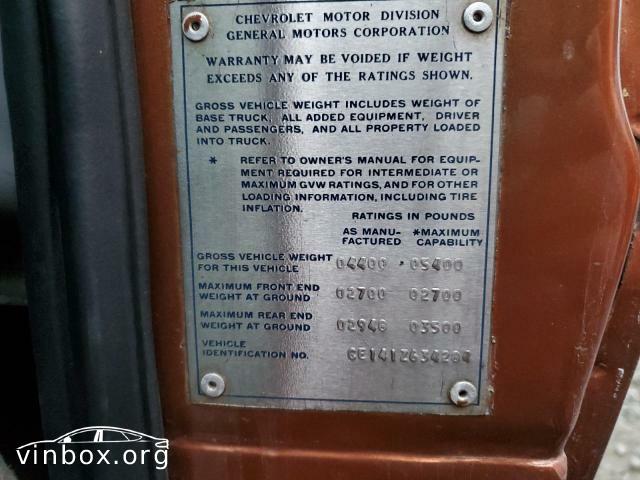 CHEVROLET MOTOR DIVISION
GENERAL MOTORS CORPORATION
WARRANTY MAY BE VOIDED IF WEIGHT
EXCEEDS ANY OF THE RATINGS SHOWN.
GROSS VEHICLE WEIGHT INCLUDES WEIGHT OF
BASE TRUCK, ALL ADDED EQUIPMENT, DRIVER
AND PASSENGERS, AND ALL PROPERTY LOADED
INTO TRUCK.
* REFER TO OWNER'S MANUAL FOR EQUIP-
MENT REQUIRED FOR INTERMEDIATE OR
MAXIMUM GVW RATINGS, AND FOR OTHER
LOADING INFORMATION, INCLUDING TIRE
INFLATION.
RATINGS IN POUNDS
AS MANU- *MAXIMUM
FACTURED CAPABILITY
GROSS VEHICLE WEIGHT
FOR THIS VEHICLE 04400 05400
MAXIMUM FRONT END
WEIGHT AT GROUND 02700 02700
MAXIMUM REAR END
WEIGHT AT GROUND 02946 03500
VEHICLE
IDENTIFICATION NO. CE141Z634284
vinbox.org